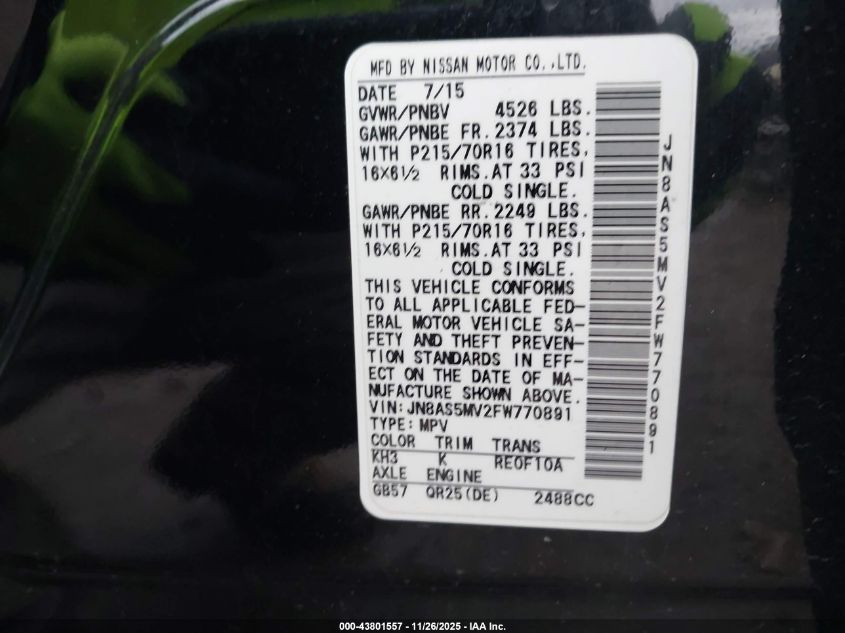 MFD BY NISSAN MOTOR CO.,LTD.
DATE 7/15
GVWR/PNBV 4526 LBS.
GAWR/PNBE FR.2374 LBS.
WITH P215/70R16 TIRES,
16X6½ RIMS.AT 33 PSI
COLD SINGLE.
GAWR/PNBE RR.2249 LBS.
WITH P215/70R16 TIRES,
16X6½ RIMS.AT 33 PSI
COLD SINGLE.
THIS VEHICLE CONFORMS
TO ALL APPLICABLE FED-
ERAL MOTOR VEHICLE SA-
FETY AND THEFT PREVEN-
TION STANDARDS IN EFF-
ECT ON THE DATE OF MA-
NUFACTURE SHOWN ABOVE.
VIN:JN8AS5MV2FW770891
TYPE:MPV
COLOR TRIM TRANS
KH3 K RE0F10A
AXLE ENGINE
GB57 QR25(DE) 2488CC
JN8AS5MV2FW770891
000-43801557 - 11/26/2025 - IAA Inc.